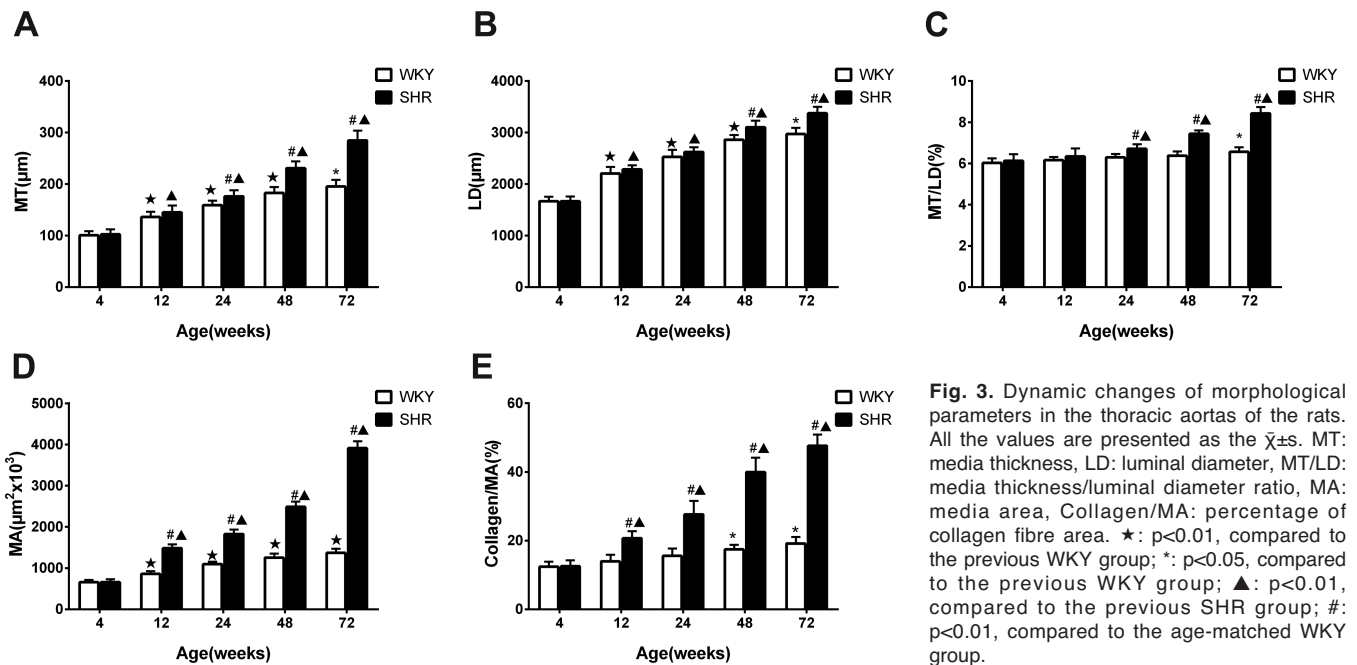 A
400
300
200
100
0
MT(μm)
★ ▲
★ #▲
★ #▲
* #▲
WKY
SHR
4 12 24 48 72
Age(weeks)
B
4000
3000
2000
1000
0
LD(μm)
★ ▲
★ ▲
★ #▲
* #▲
WKY
SHR
4 12 24 48 72
Age(weeks)
C
10
8
6
4
2
0
MT/LD(%)
#▲
#▲
* #▲
WKY
SHR
4 12 24 48 72
Age(weeks)
D
5000
4000
3000
2000
1000
0
MA(μm²x10³)
★ #▲
★ #▲
★ #▲
★ #▲
WKY
SHR
4 12 24 48 72
Age(weeks)
E
60
40
20
0
Collagen/MA(%)
#▲
#▲
* #▲
* #▲
WKY
SHR
4 12 24 48 72
Age(weeks)
Fig. 3. Dynamic changes of morphological
parameters in the thoracic aortas of the rats.
All the values are presented as the x̄±s. MT:
media thickness, LD: luminal diameter, MT/LD:
media thickness/luminal diameter ratio, MA:
media area, Collagen/MA: percentage of
collagen fibre area. ★: p<0.01, compared to
the previous WKY group; *: p<0.05, compared
to the previous WKY group; ▲: p<0.01,
compared to the previous SHR group; #:
p<0.01, compared to the age-matched WKY
group.